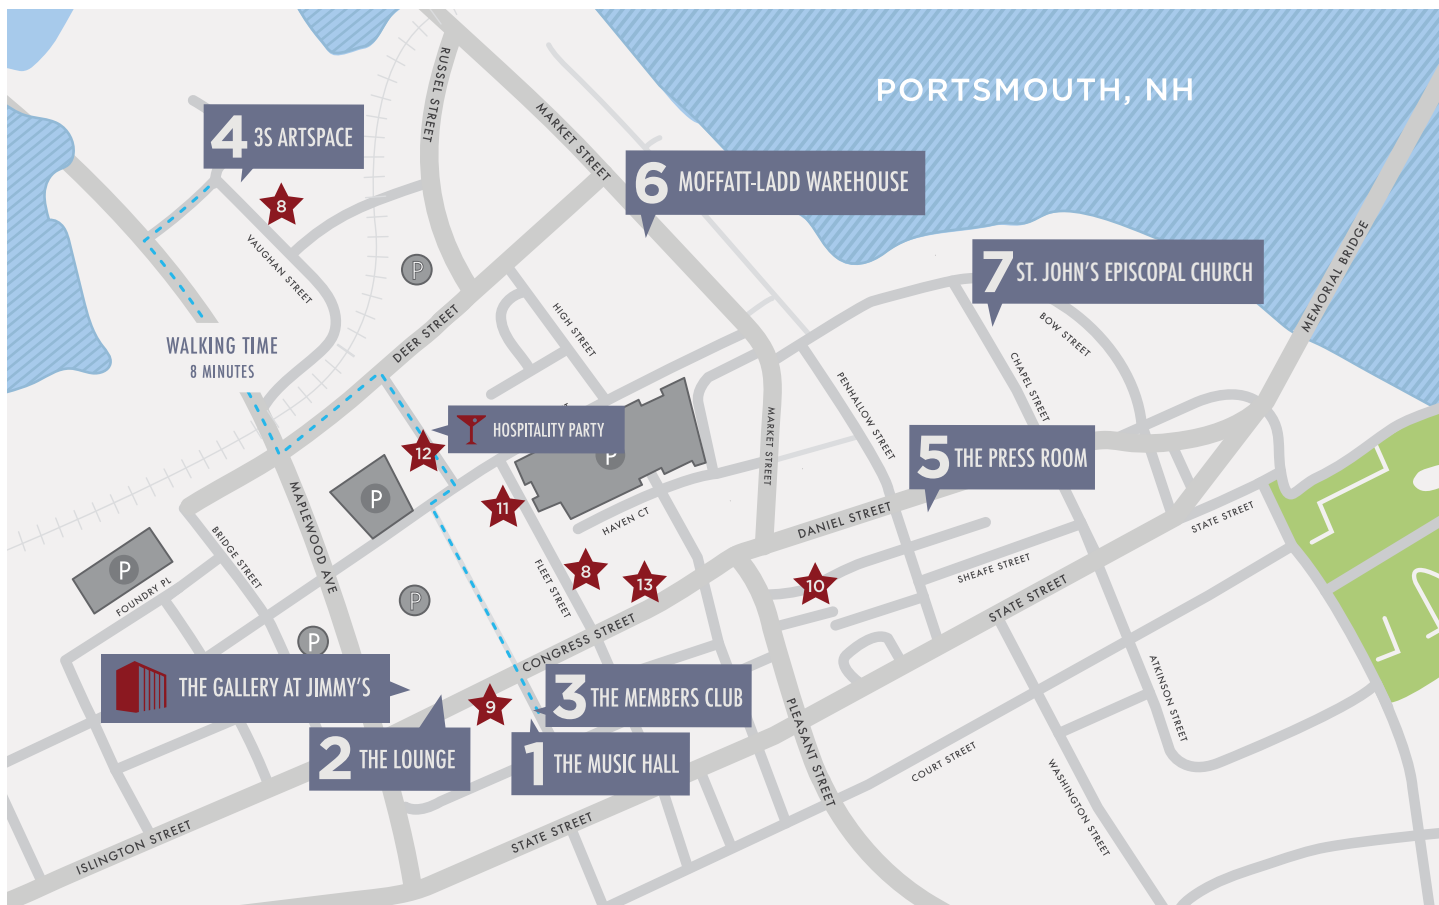 PORTSMOUTH, NH
RUSSEL STREET
MARKET STREET
4 3S ARTSPACE
6 MOFFATT-LADD WAREHOUSE
8
VAUGHAN STREET
P
7 ST. JOHN'S EPISCOPAL CHURCH
MEMORIAL BRIDGE
WALKING TIME
8 MINUTES
DEER STREET
HIGH STREET
BOW STREET
CHAPEL STREET
PENHALLOW STREET
MARKET STREET
HOSPITALITY PARTY
12
P
5 THE PRESS ROOM
P
11
HAVEN CT
DANIEL STREET
STATE STREET
MAPLEWOOD AVE
BRIDGE STREET
P
FOUNDRY PL
FLEET STREET
8
13
10
SHEAFE STREET
STATE STREET
P
P
CONGRESS STREET
THE GALLERY AT JIMMY'S
9
3 THE MEMBERS CLUB
2 THE LOUNGE
1 THE MUSIC HALL
PLEASANT STREET
COURT STREET
ATKINSON STREET
WASHINGTON STREET
ISLINGTON STREET
STATE STREET